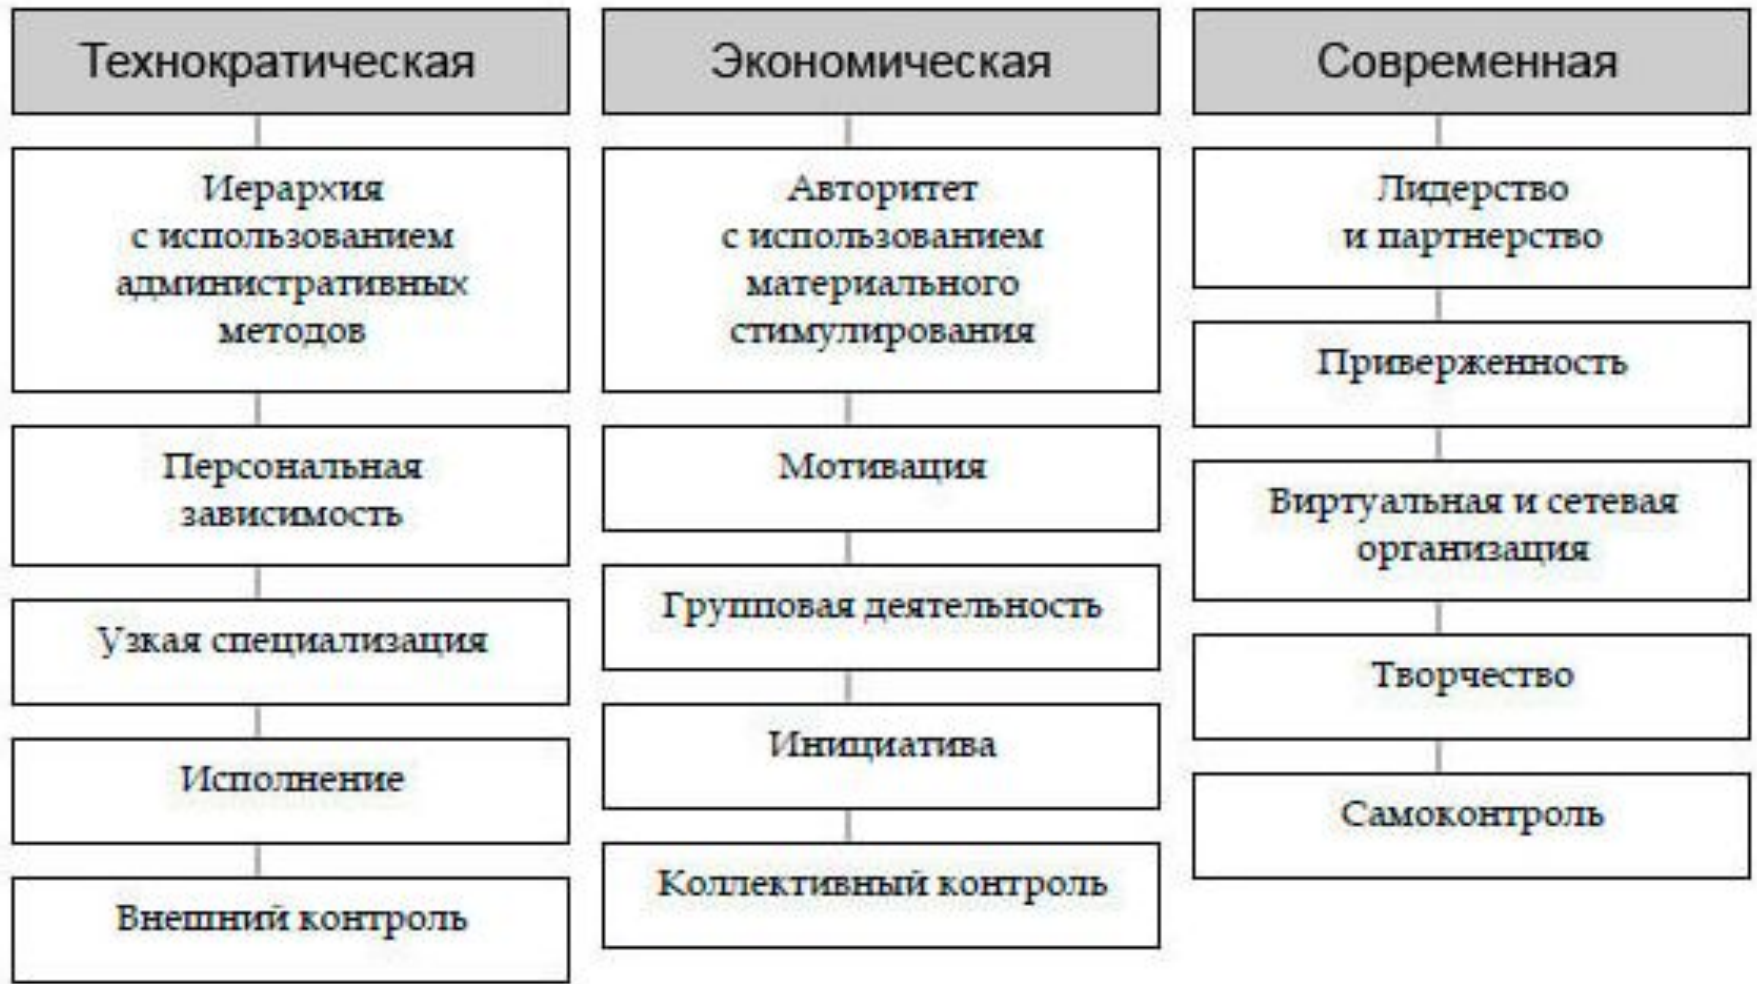 Технократическая
Иерархия
с использованием
административных
методов
Персональная
зависимость
Узкая специализация
Исполнение
Внешний контроль
Экономическая
Авторитет
с использованием
материального
стимулирования
Мотивация
Групповая деятельность
Инициатива
Коллективный контроль
Современная
Лидерство
и партнерство
Приверженность
Виртуальная и сетевая
организация
Творчество
Самоконтроль